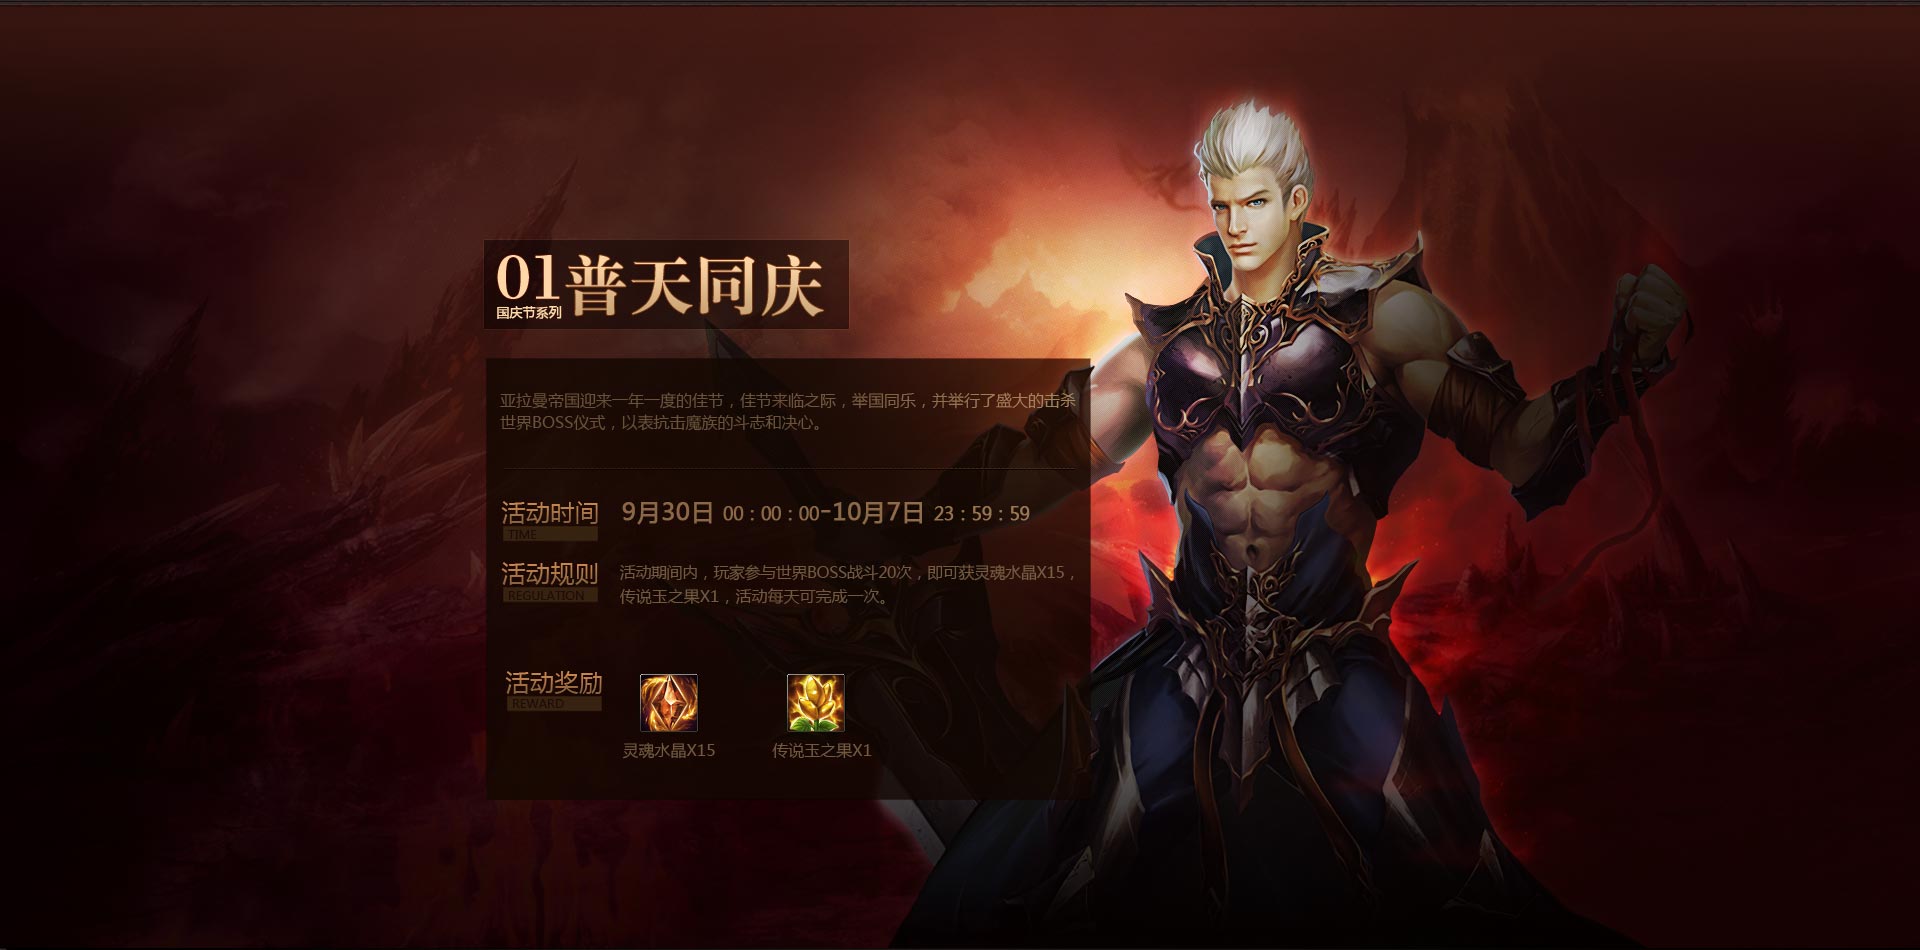 01普天同庆
国庆节系列
亚拉曼帝国迎来一年一度的佳节，佳节来临之际，举国同乐，并举行了盛大的击杀
世界BOSS仪式，以表抗击魔族的斗志和决心。
活动时间 9月30日 00 : 00 : 00-10月7日 23 : 59 : 59
TIME
活动规则 活动期间内，玩家参与世界BOSS战斗20次，即可获灵魂水晶X15，
REGULATION
传说玉之果X1，活动每天可完成一次。
活动奖励
REWARD
灵魂水晶X15 传说玉之果X1